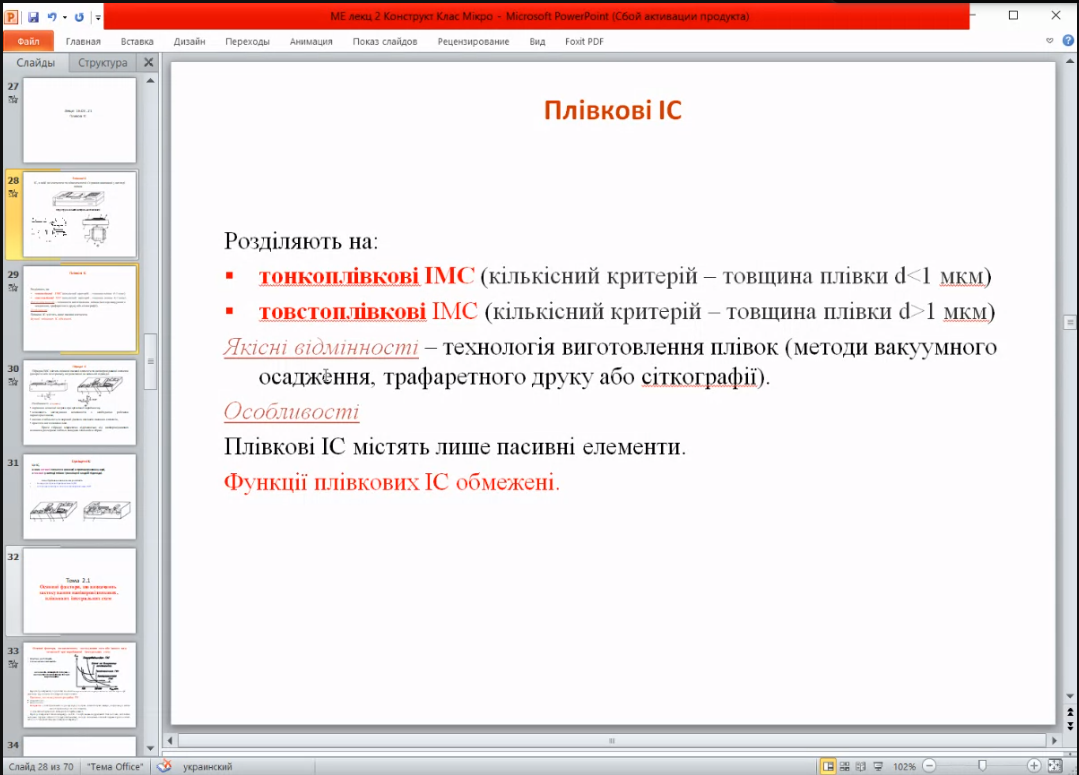 МЕ лекц 2 Конструкт Клас Мікро - Microsoft PowerPoint (Сбой активации продукта)
Файл Главная Вставка Дизайн Переходы Анимация Показ слайдов Рецензирование Вид Foxit PDF
Слайды Структура
27
28
29
30
31
32
Тема 2.1
33
34
Плівкові ІС
Розділяють на:
тонкоплівкові ІМС (кількісний критерій – товщина плівки d<1 мкм)
товстоплівкові ІМС (кількісний критерій – товщина плівки d>1 мкм)
Якісні відмінності – технологія виготовлення плівок (методи вакуумного
осадження, трафаретного друку або сіткографії).
Особливості
Плівкові ІС містять лише пасивні елементи.
Функції плівкових ІС обмежені.
Слайд 28 из 70 "Тема Office" украинский 102%